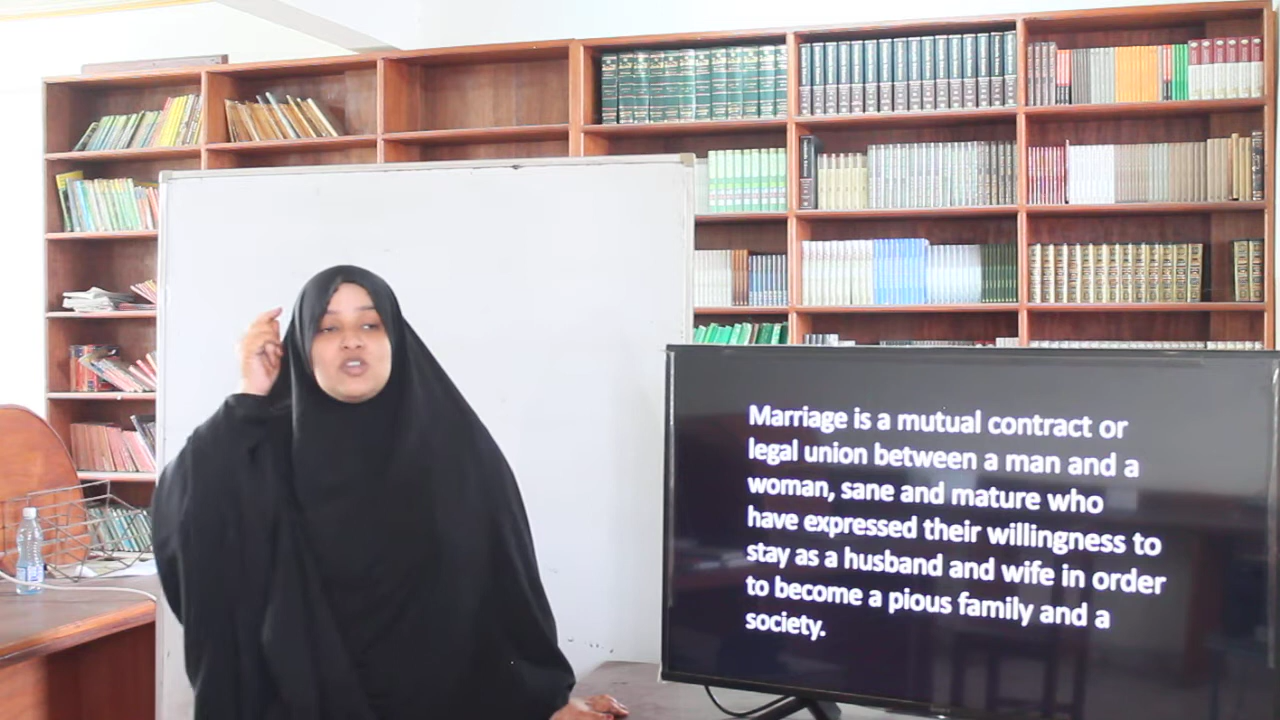 Marriage is a mutual contract or
legal union between a man and a
woman, sane and mature who
have expressed their willingness to
stay as a husband and wife in order
to become a pious family and a
society.